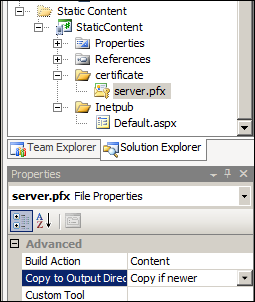 Static Content
StaticContent
Properties
References
certificate
server.pfx
Inetpub
Default.aspx
Team Explorer Solution Explorer
Properties
server.pfx File Properties
Advanced
Build Action Content
Copy to Output Direc Copy if newer
Custom Tool